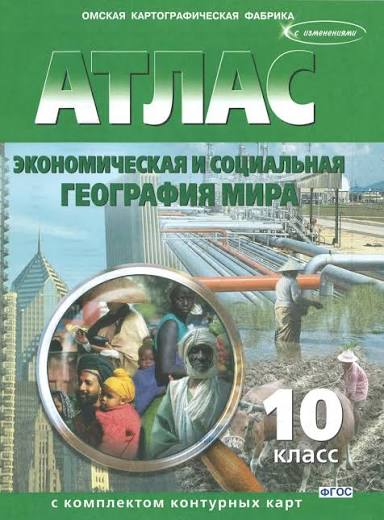 ОМСКАЯ КАРТОГРАФИЧЕСКАЯ ФАБРИКА
с изменениями
АТЛАС
ЭКОНОМИЧЕСКАЯ И СОЦИАЛЬНАЯ
ГЕОГРАФИЯ МИРА
10
класс
с комплектом контурных карт
ФГОС